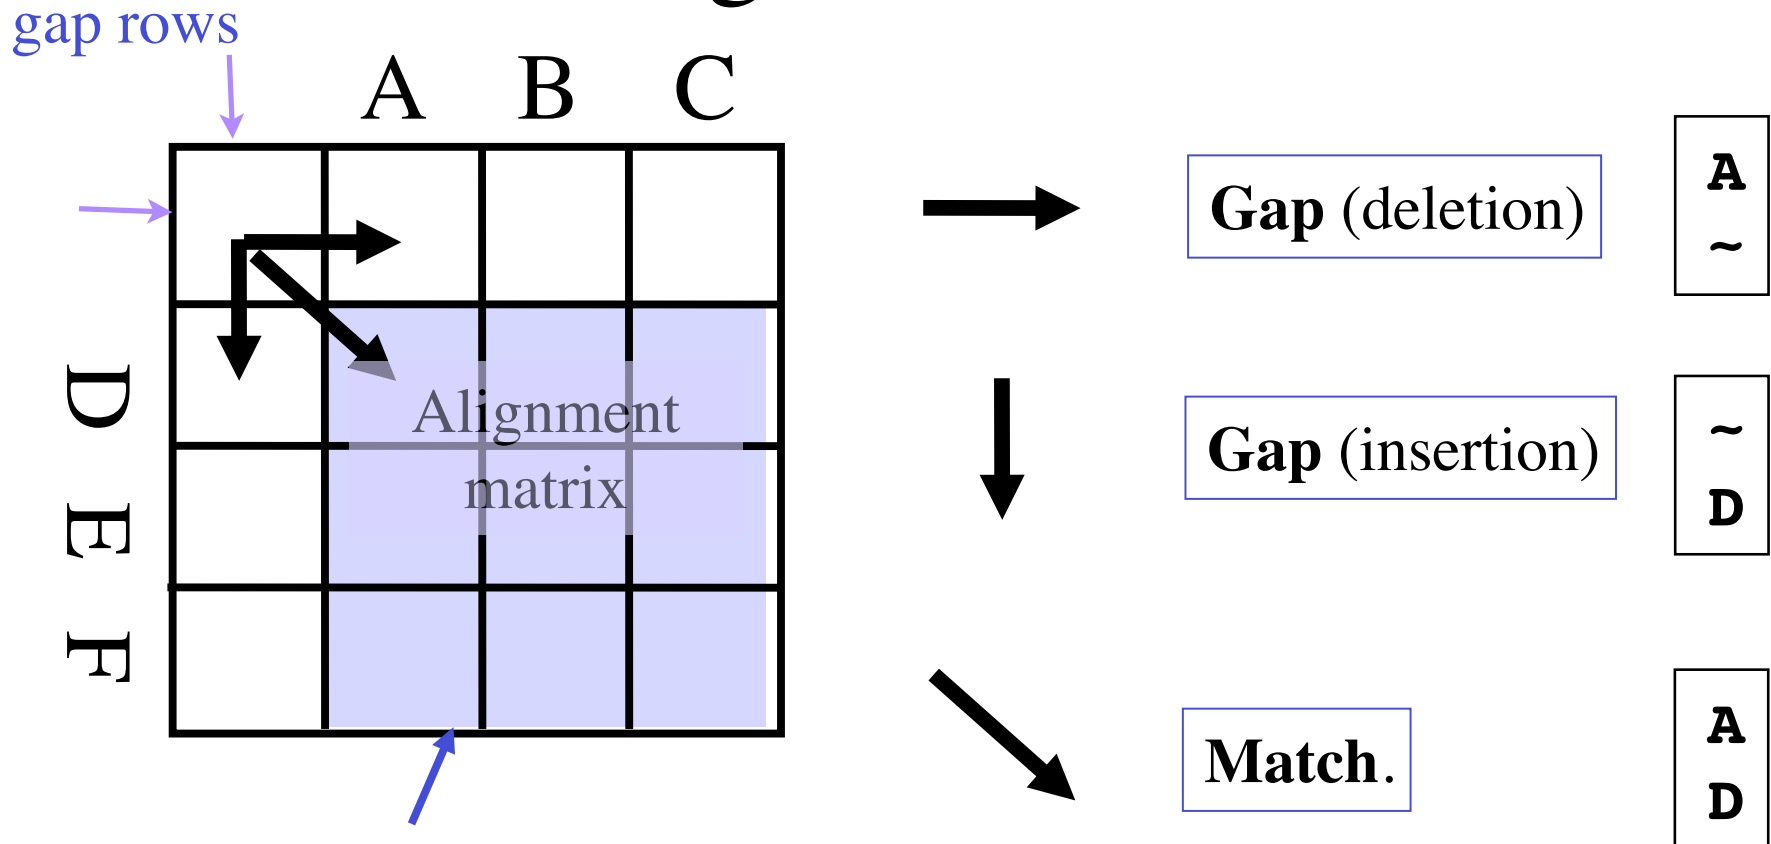 gap rows
A B C
D
E
F
Alignment
matrix
Gap (deletion)
A
~
Gap (insertion)
~
D
Match.
A
D